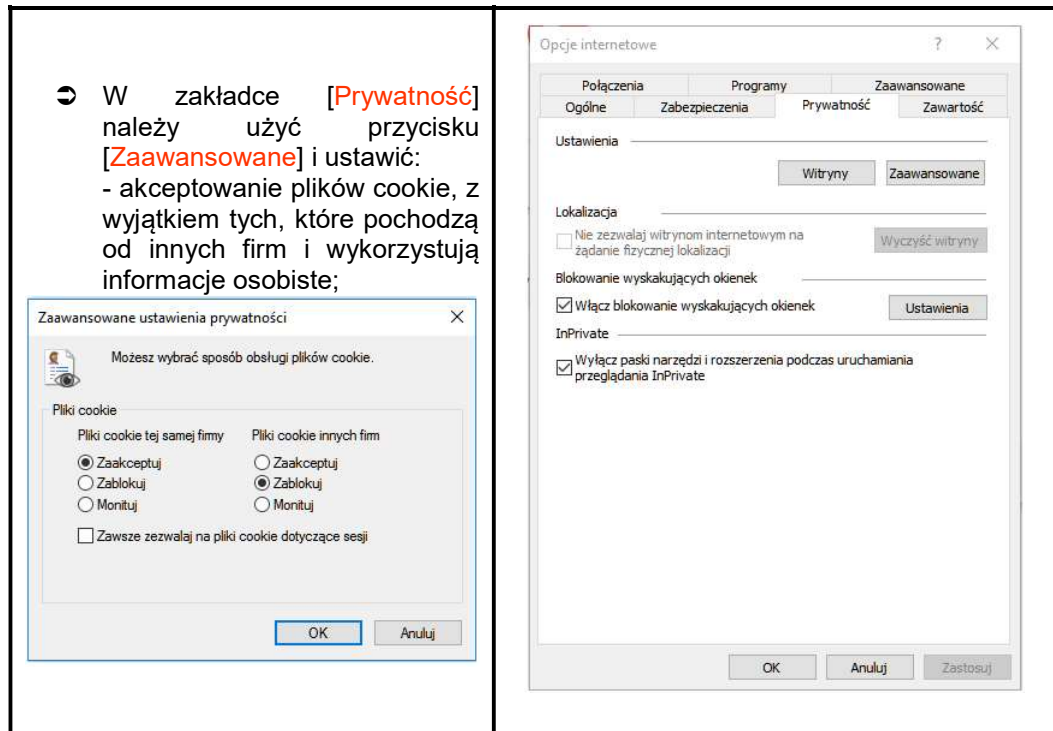 ➲ W zakładce [Prywatność]
należy użyć przycisku
[Zaawansowane] i ustawić:
- akceptowanie plików cookie, z
wyjątkiem tych, które pochodzą
od innych firm i wykorzystują
informacje osobiste;
Zaawansowane ustawienia prywatności
Możesz wybrać sposób obsługi plików cookie.
Pliki cookie
Pliki cookie tej samej firmy Pliki cookie innych firm
Zaakceptuj Zaakceptuj
Zablokuj Zablokuj
Monituj Monituj
Zawsze zezwalaj na pliki cookie dotyczące sesji
OK Anuluj
Opcje internetowe ?
Połączenia Programy Zaawansowane
Ogólne Zabezpieczenia Prywatność Zawartość
Ustawienia
Witryny Zaawansowane
Lokalizacja
Nie zezwalaj witrynom internetowym na
żądanie fizycznej lokalizacji
Wyczyść witryny
Blokowanie wyskakujących okienek
Włącz blokowanie wyskakujących okienek Ustawienia
InPrivate
Wyłącz paski narzędzi i rozszerzenia podczas uruchamiania
przeglądania InPrivate
OK Anuluj Zastosuj